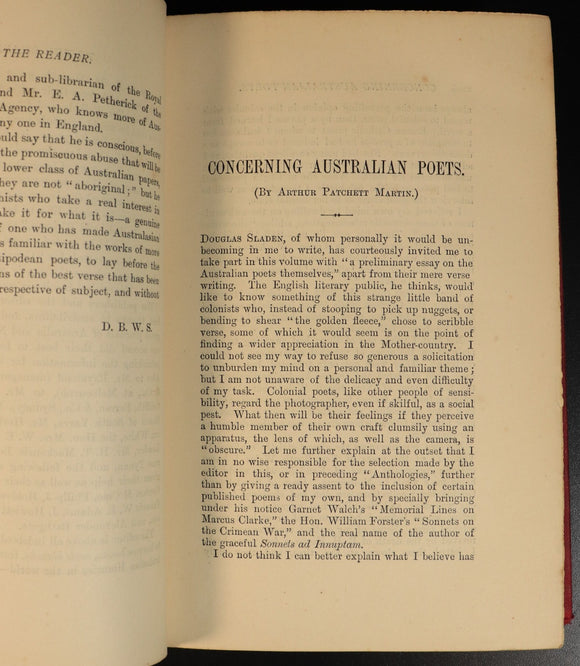 THE READER.
and sub-librarian of the Royal
nd Mr. E. A. Petherick of the
Agency, who knows more of Aus-
ny one in England.
uld say that he is conscious, before
the promiscuous abuse that will be
lower class of Australian papers,
hey are not "aboriginal;" but he
nists who take a real interest in
ake it for what it is—a genuine
f one who has made Australasian
s familiar with the works of more
ipodean poets, to lay before the
ns of the best verse that has been
respective of subject, and without
D. B. W. S.
CONCERNING AUSTRALIAN POETS.
(By Arthur Patchett Martin.)
Douglas Sladen, of whom personally it would be un-
becoming in me to write, has courteously invited me to
take part in this volume with "a preliminary essay on the
Australian poets themselves," apart from their mere verse
writing. The English literary public, he thinks, would
like to know something of this strange little band of
colonists who, instead of stooping to pick up nuggets, or
bending to shear "the golden fleece," chose to scribble
verse, some of which it would seem is on the point of
finding a wider appreciation in the Mother-country. I
could not see my way to refuse so generous a solicitation
to unburden my mind on a personal and familiar theme;
but I am not unaware of the delicacy and even difficulty
of my task. Colonial poets, like other people of sensi-
bility, regard the photographer, even if skilful, as a social
pest. What then will be their feelings if they perceive
a humble member of their own craft clumsily using an
apparatus, the lens of which, as well as the camera, is
"obscure." Let me further explain at the outset that I
am in no wise responsible for the selection made by the
editor in this, or in preceding "Anthologies," further
than by giving a ready assent to the inclusion of certain
published poems of my own, and by specially bringing
under his notice Garnet Walch's "Memorial Lines on
Marcus Clarke," the Hon. William Forster's "Sonnets on
the Crimean War," and the real name of the author of
the graceful Sonnets ad Innuptam.
I do not think I can better explain what I believe has